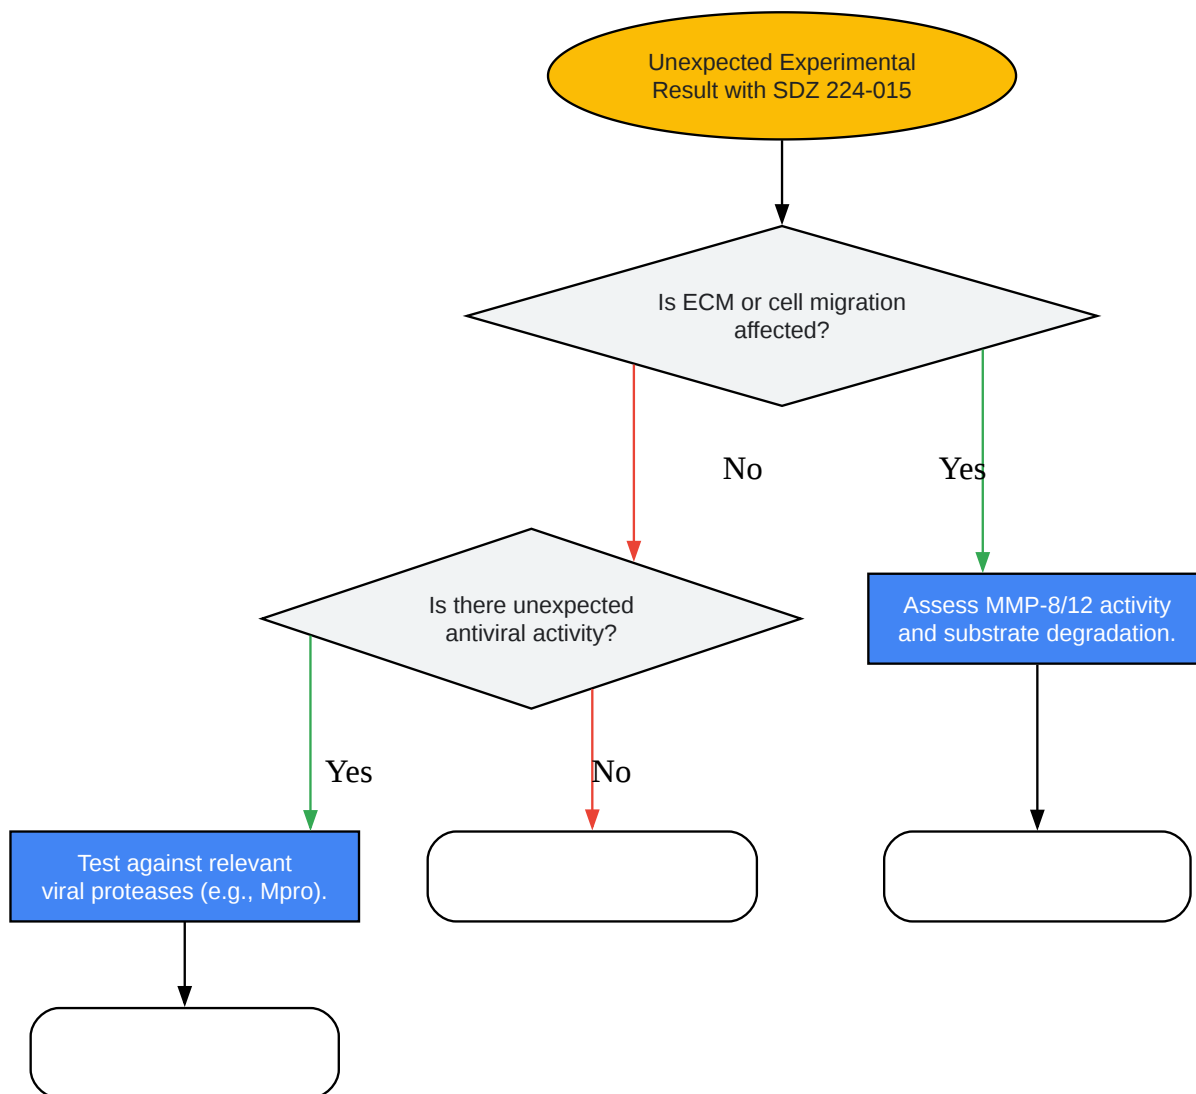 Unexpected Experimental
Result with SDZ 224-015
Is ECM or cell migration
affected?
No
Yes
Is there unexpected
antiviral activity?
Assess MMP-8/12 activity
and substrate degradation.
Yes
No
Test against relevant
viral proteases (e.g., Mpro).